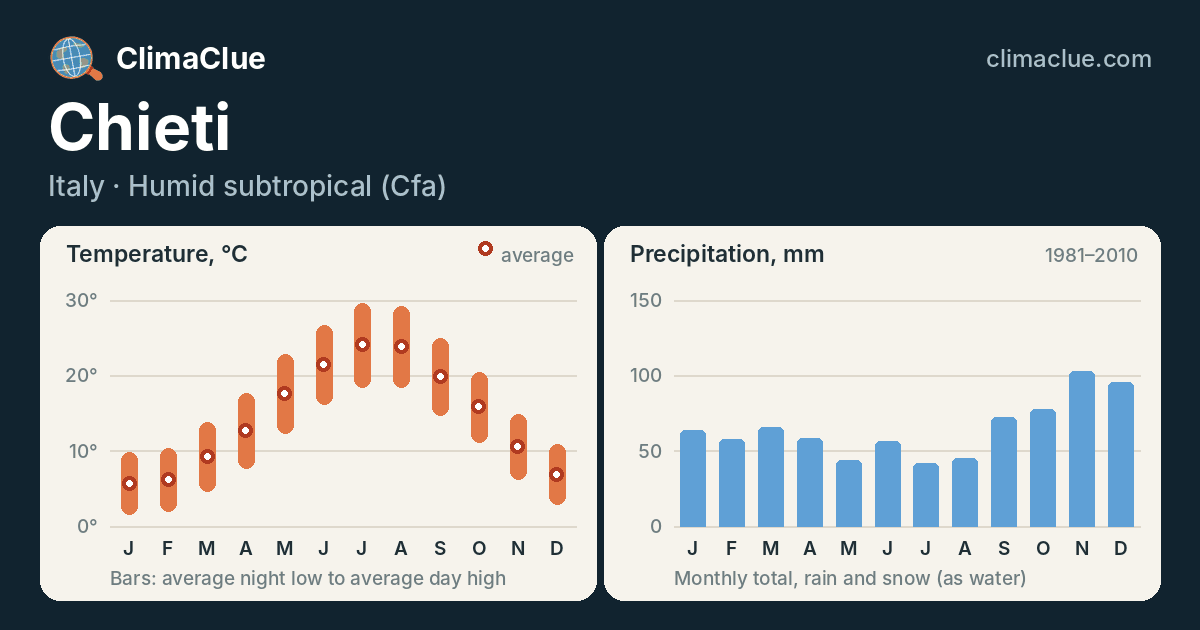 ClimaClue
climaclue.com
Chieti
Italy · Humid subtropical (Cfa)
Temperature, °C
average
30°
20°
10°
0°
J F M A M J J A S O N D
Bars: average night low to average day high
Precipitation, mm
1981–2010
150
100
50
0
J F M A M J J A S O N D
Monthly total, rain and snow (as water)